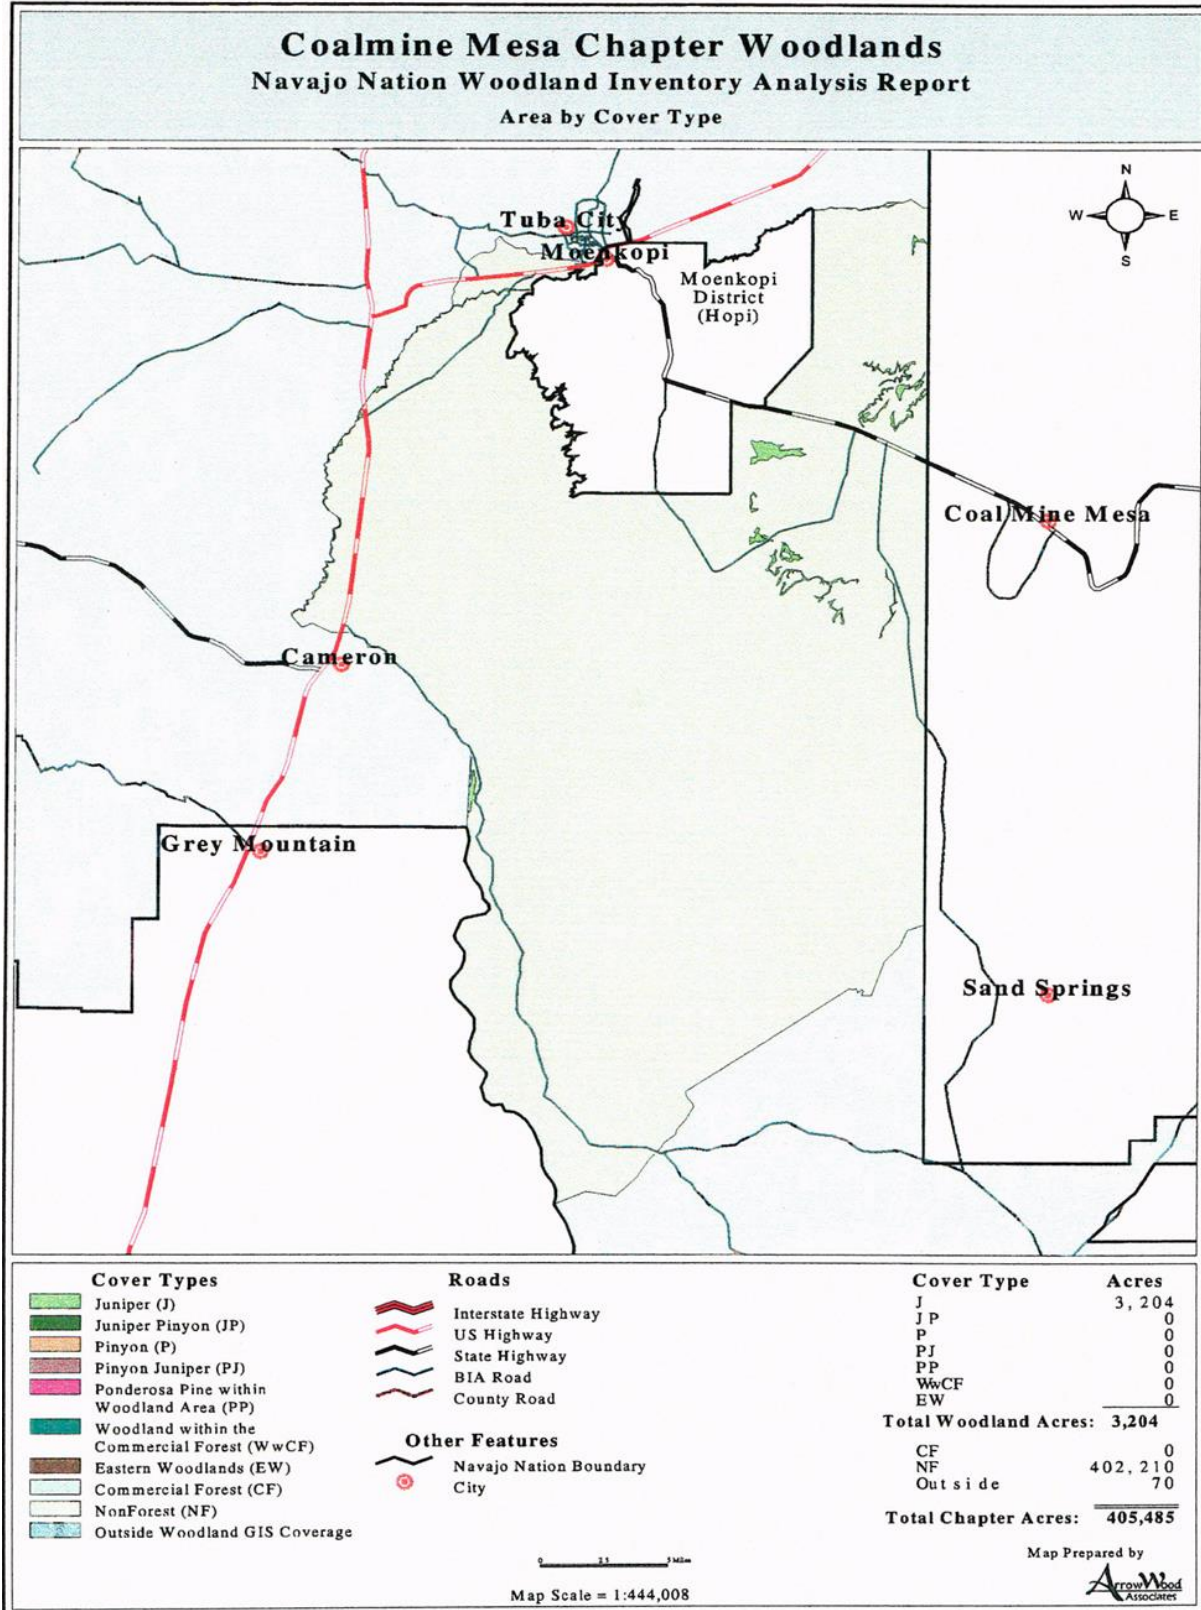 Coalmine Mesa Chapter Woodlands
Navajo Nation Woodland Inventory Analysis Report
Area by Cover Type
N
W E
S
Tuba City
Moenkopi
Moenkopi
District
(Hopi)
Coal Mine Mesa
Cameron
Grey Mountain
Sand Springs
Cover Types
Juniper (J)
Juniper Pinyon (JP)
Pinyon (P)
Pinyon Juniper (PJ)
Ponderosa Pine within
Woodland Area (PP)
Woodland within the
Commercial Forest (WwCF)
Eastern Woodlands (EW)
Commercial Forest (CF)
NonForest (NF)
Outside Woodland GIS Coverage
Roads
Interstate Highway
US Highway
State Highway
BIA Road
County Road
Other Features
Navajo Nation Boundary
City
0 2.5 5 Miles
Map Scale = 1:444,008
Cover Type Acres
J 3,204
JP 0
P 0
PJ 0
PP 0
WwCF 0
EW 0
Total Woodland Acres: 3,204
CF 0
NF 402,210
Outside 70
Total Chapter Acres: 405,485
Map Prepared by
ArrowWood
Associates